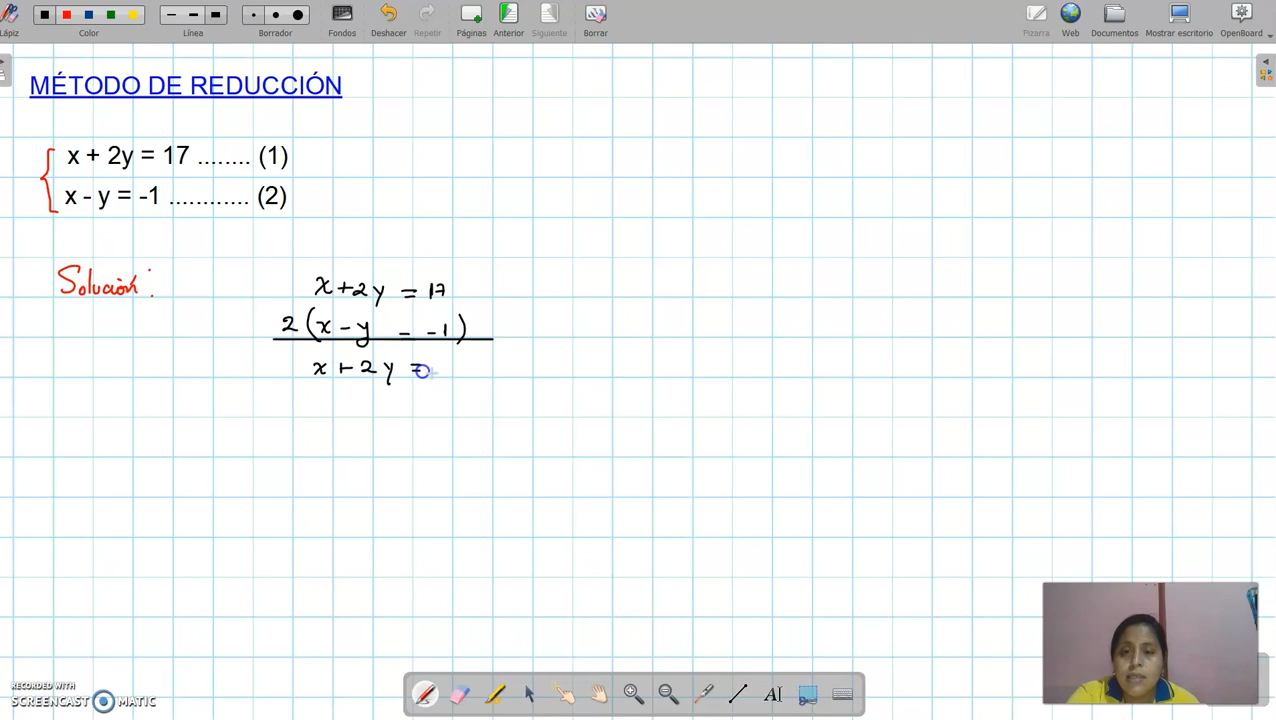 Lápiz Color Línea Borrador Fondos Deshacer Repetir Páginas Anterior Siguiente Borrar Pizarra Web Documentos Mostrar escritorio OpenBoard
MÉTODO DE REDUCCIÓN
x + 2y = 17 ........ (1)
x - y = -1 ............ (2)
Solución:
x + 2y = 17
2 (x - y = -1)
x + 2y =
RECORDED WITH
SCREENCAST MATIC